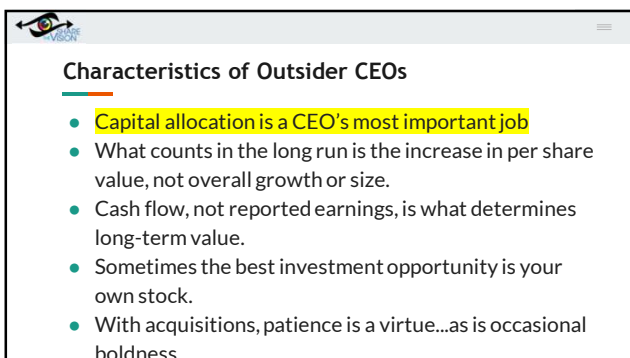 SHARE
THE VISION
Characteristics of Outsider CEOs
● Capital allocation is a CEO's most important job
● What counts in the long run is the increase in per share
value, not overall growth or size.
● Cash flow, not reported earnings, is what determines
long-term value.
● Sometimes the best investment opportunity is your
own stock.
● With acquisitions, patience is a virtue...as is occasional
boldness